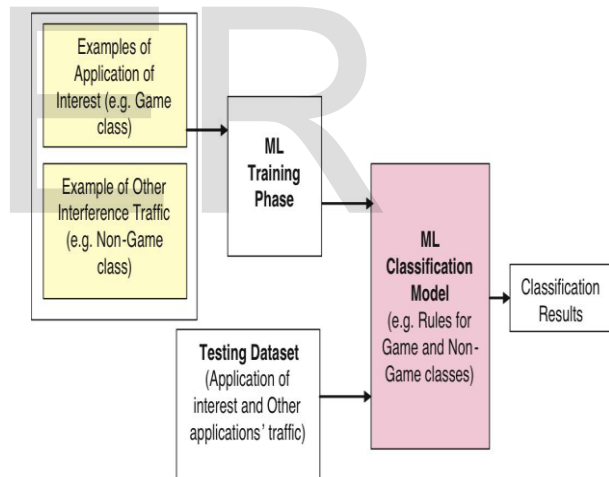 Examples of
Application of
Interest (e.g. Game
class)
Example of Other
Interference Traffic
(e.g. Non-Game
class)
ML
Training
Phase
ML
Classification
Model
(e.g. Rules for
Game and Non-
Game classes)
Classification
Results
Testing Dataset
(Application of
interest and Other
applications' traffic)
ER